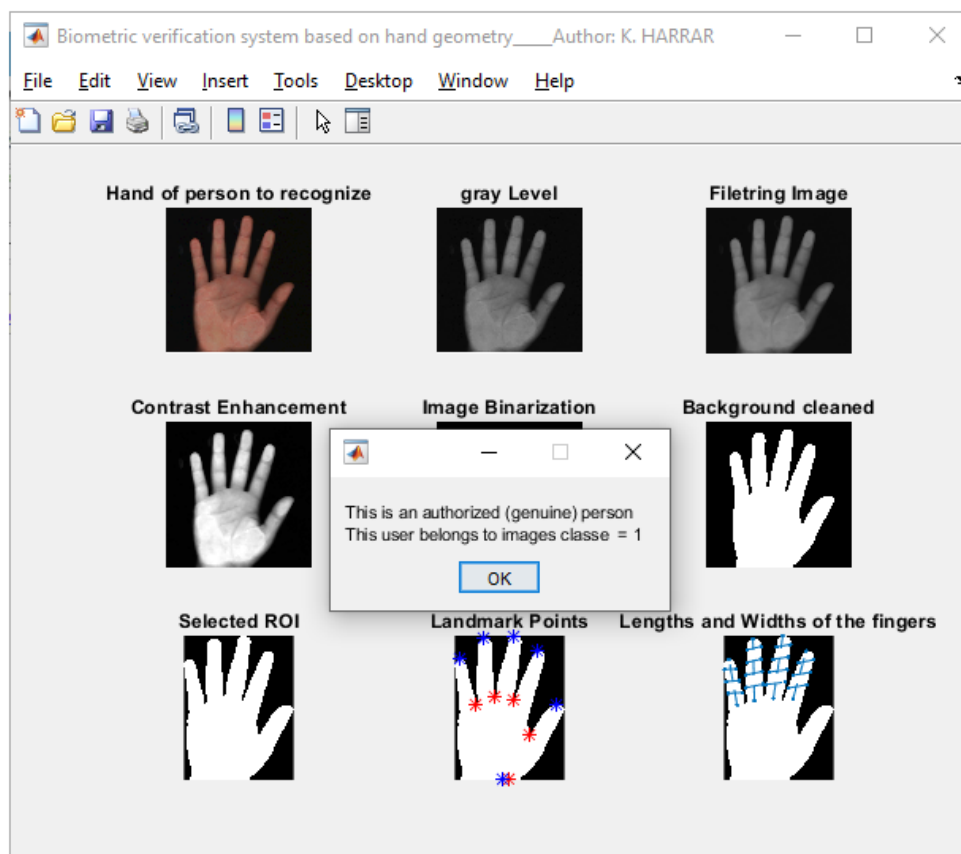 Biometric verification system based on hand geometry____Author: K. HARRAR
File Edit View Insert Tools Desktop Window Help
Hand of person to recognize gray Level Filetring Image
Contrast Enhancement Image Binarization Background cleaned
This is an authorized (genuine) person
This user belongs to images classe = 1
OK
Selected ROI Landmark Points Lengths and Widths of the fingers